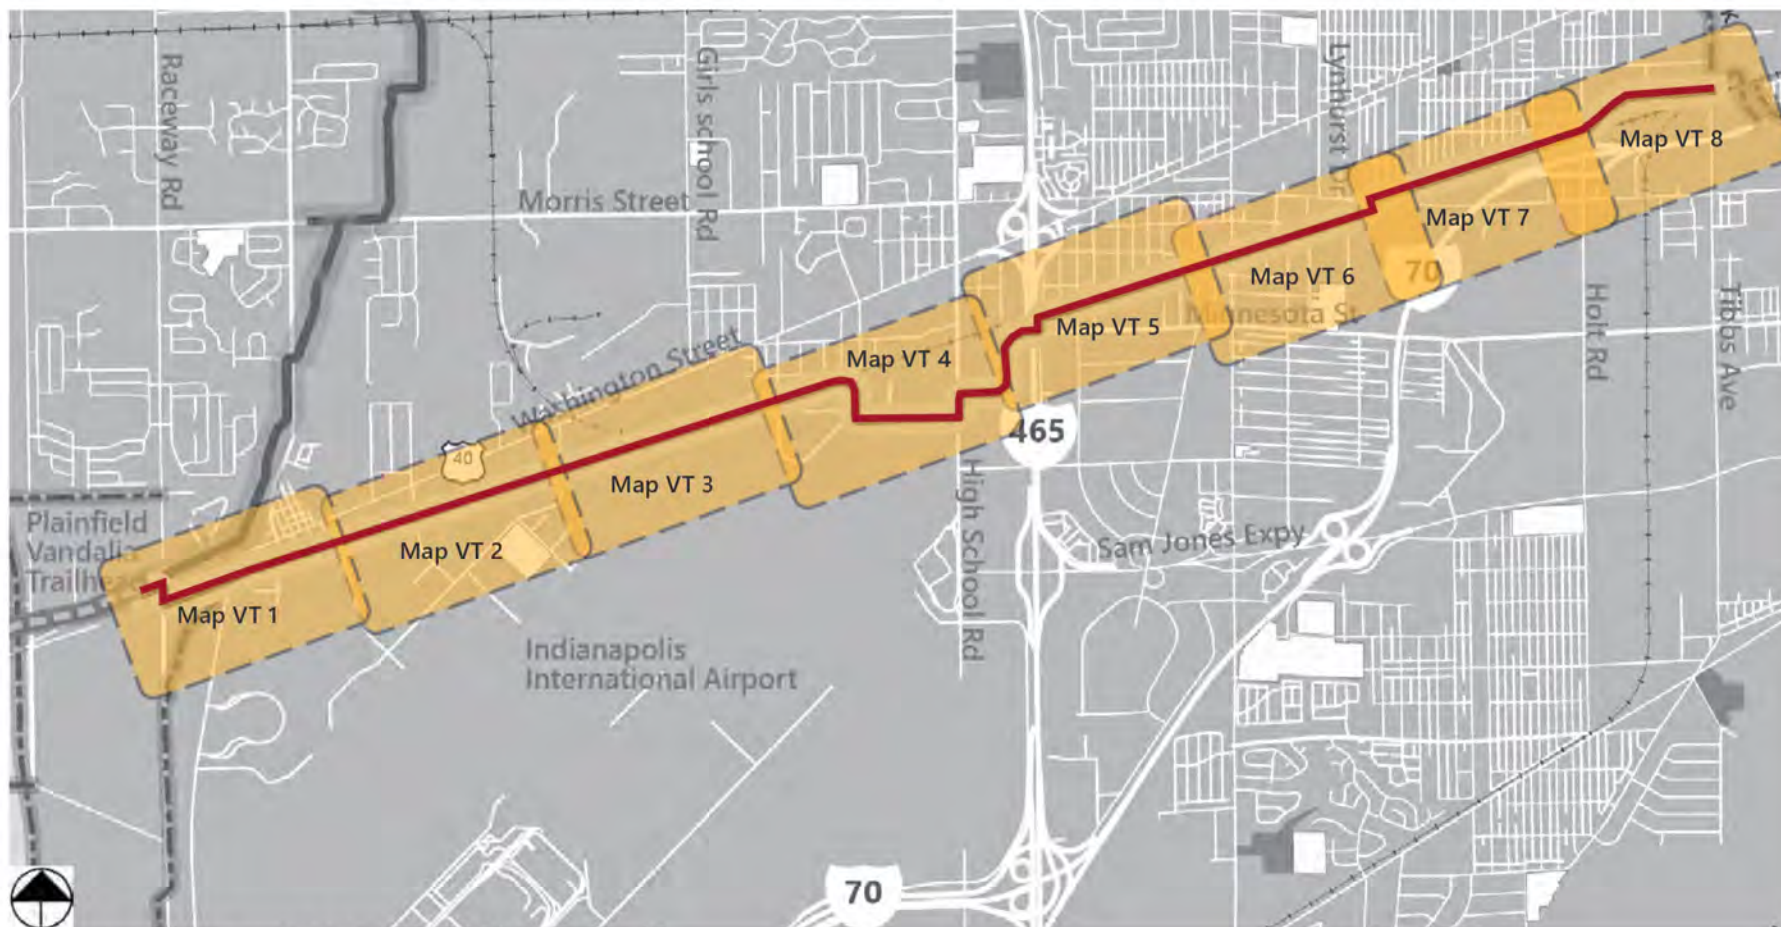 Raceway Rd
Girls school Rd
Lynhurst Dr
Morris Street
Map VT 8
Map VT 7
70
Map VT 6
Minnesota St
Map VT 5
Holt Rd
Tibbs Ave
Map VT 4
Washington Street
465
40
Map VT 3
High School Rd
Plainfield
Vandalia
Trailhead
Map VT 2
Sam Jones Expy
Map VT 1
Indianapolis
International Airport
70